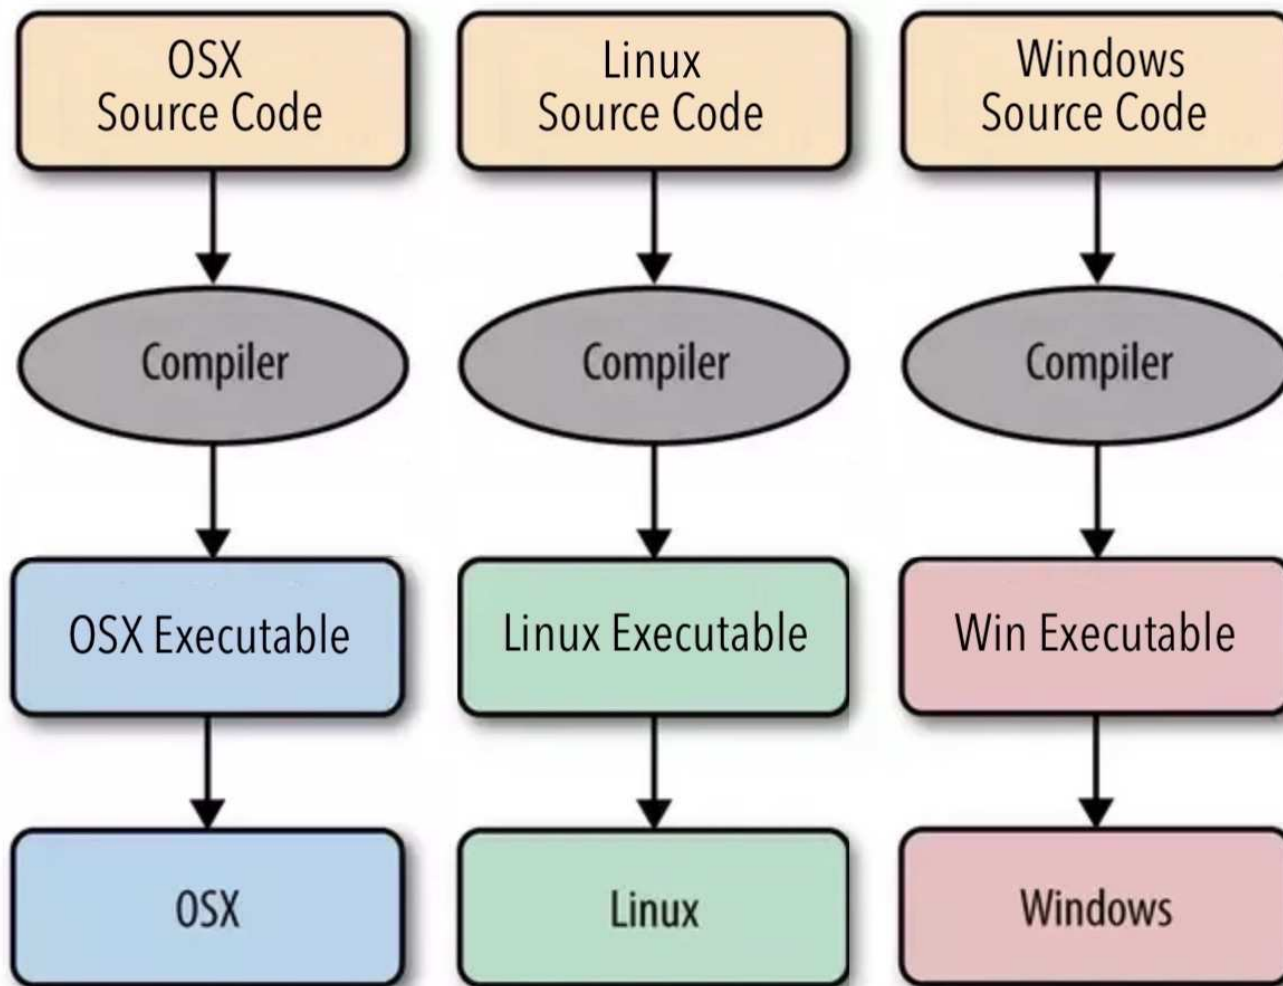 OSX
Source Code
Linux
Source Code
Windows
Source Code
Compiler
Compiler
Compiler
OSX Executable
Linux Executable
Win Executable
OSX
Linux
Windows